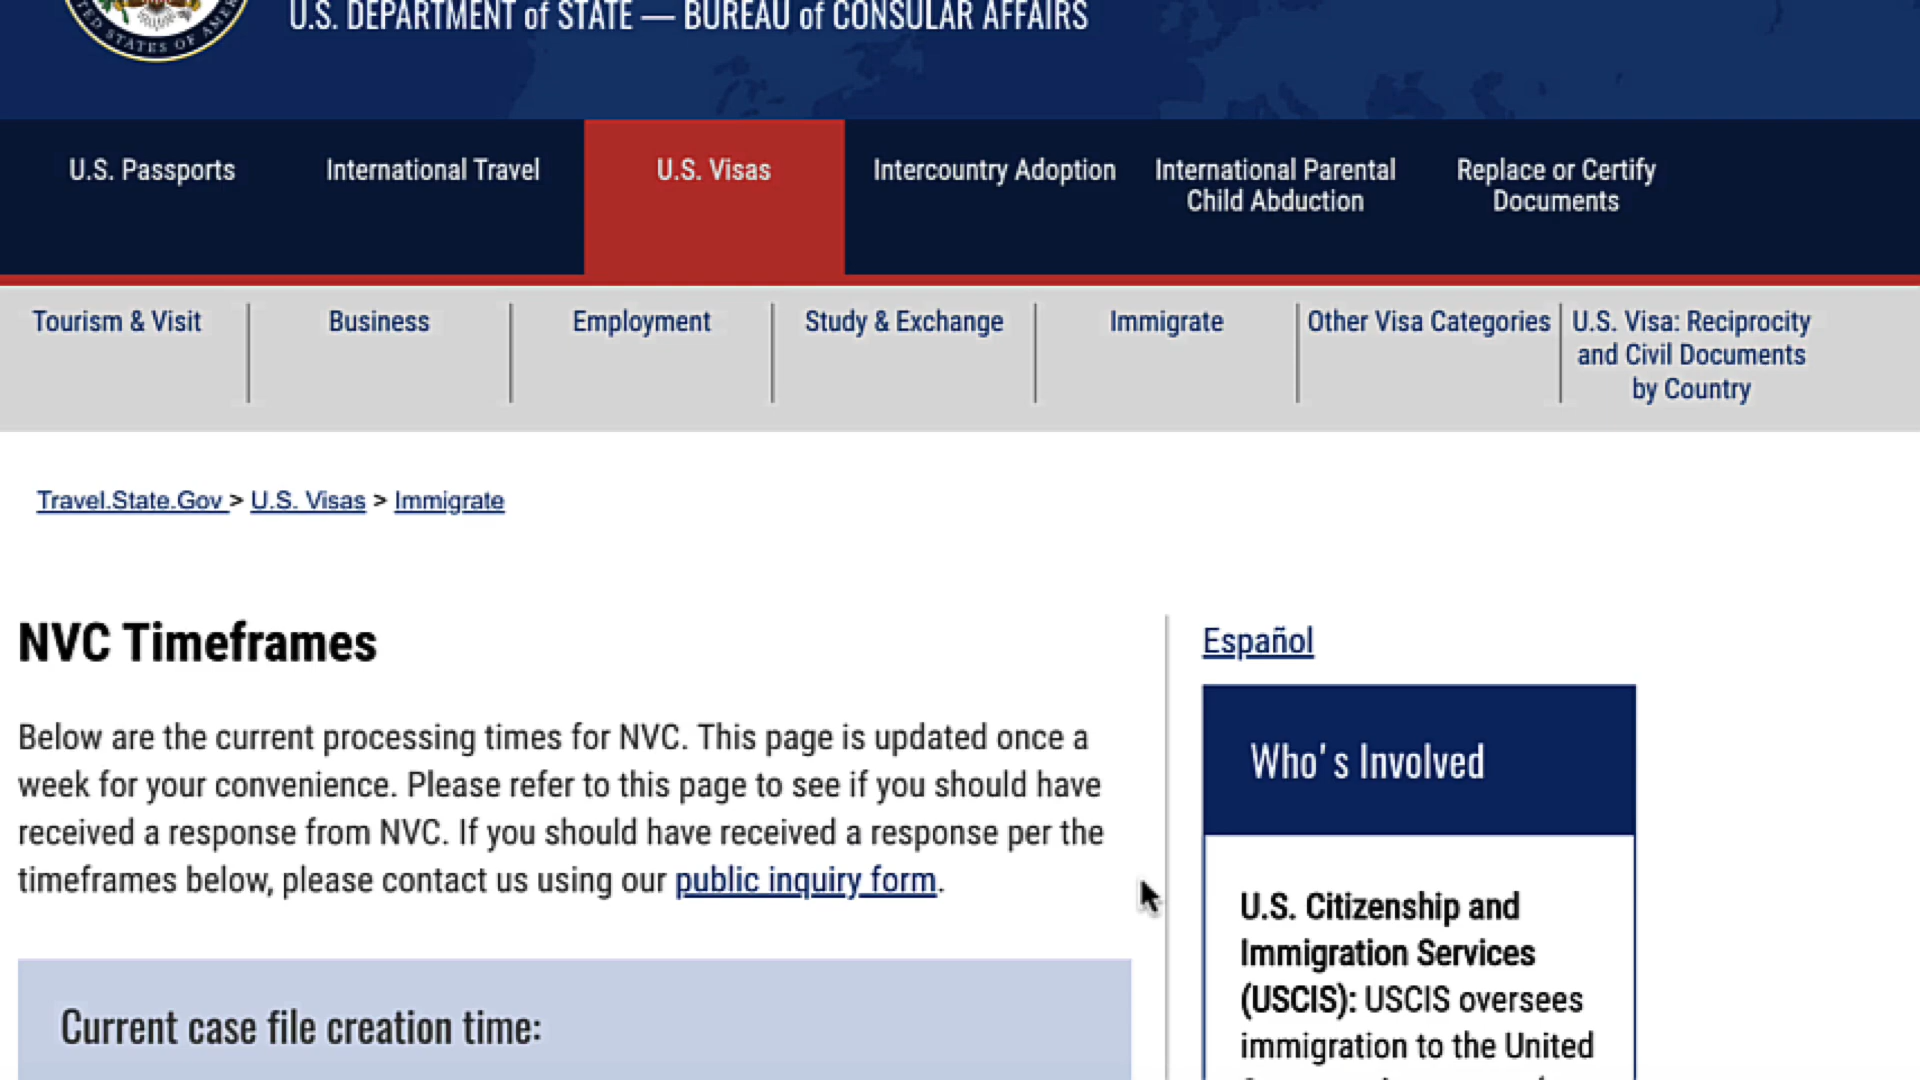 STATES OF AMER
U.S. DEPARTMENT of STATE — BUREAU of CONSULAR AFFAIRS
U.S. Passports
International Travel
U.S. Visas
Intercountry Adoption
International Parental
Child Abduction
Replace or Certify
Documents
Tourism & Visit
Business
Employment
Study & Exchange
Immigrate
Other Visa Categories
U.S. Visa: Reciprocity
and Civil Documents
by Country
Travel.State.Gov > U.S. Visas > Immigrate
NVC Timeframes
Below are the current processing times for NVC. This page is updated once a
week for your convenience. Please refer to this page to see if you should have
received a response from NVC. If you should have received a response per the
timeframes below, please contact us using our public inquiry form.
Current case file creation time:
Español
Who's Involved
U.S. Citizenship and
Immigration Services
(USCIS): USCIS oversees
immigration to the United